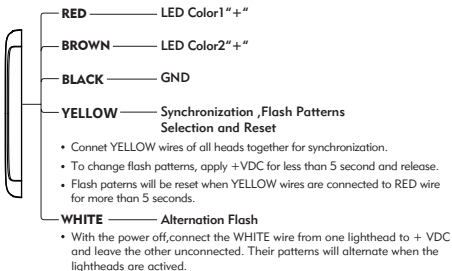 RED LED Color1"+"
BROWN LED Color2"+"
BLACK GND
YELLOW Synchronization ,Flash Patterns
Selection and Reset
• Connet YELLOW wires of all heads together for synchronization.
• To change flash patterns, apply +VDC for less than 5 second and release.
• Flash paterns will be reset when YELLOW wires are connected to RED wire
for more than 5 seconds.
WHITE Alternation Flash
• With the power off,connect the WHITE wire from one lighthead to + VDC
and leave the other unconnected. Their patterns will alternate when the
lightheads are actived.